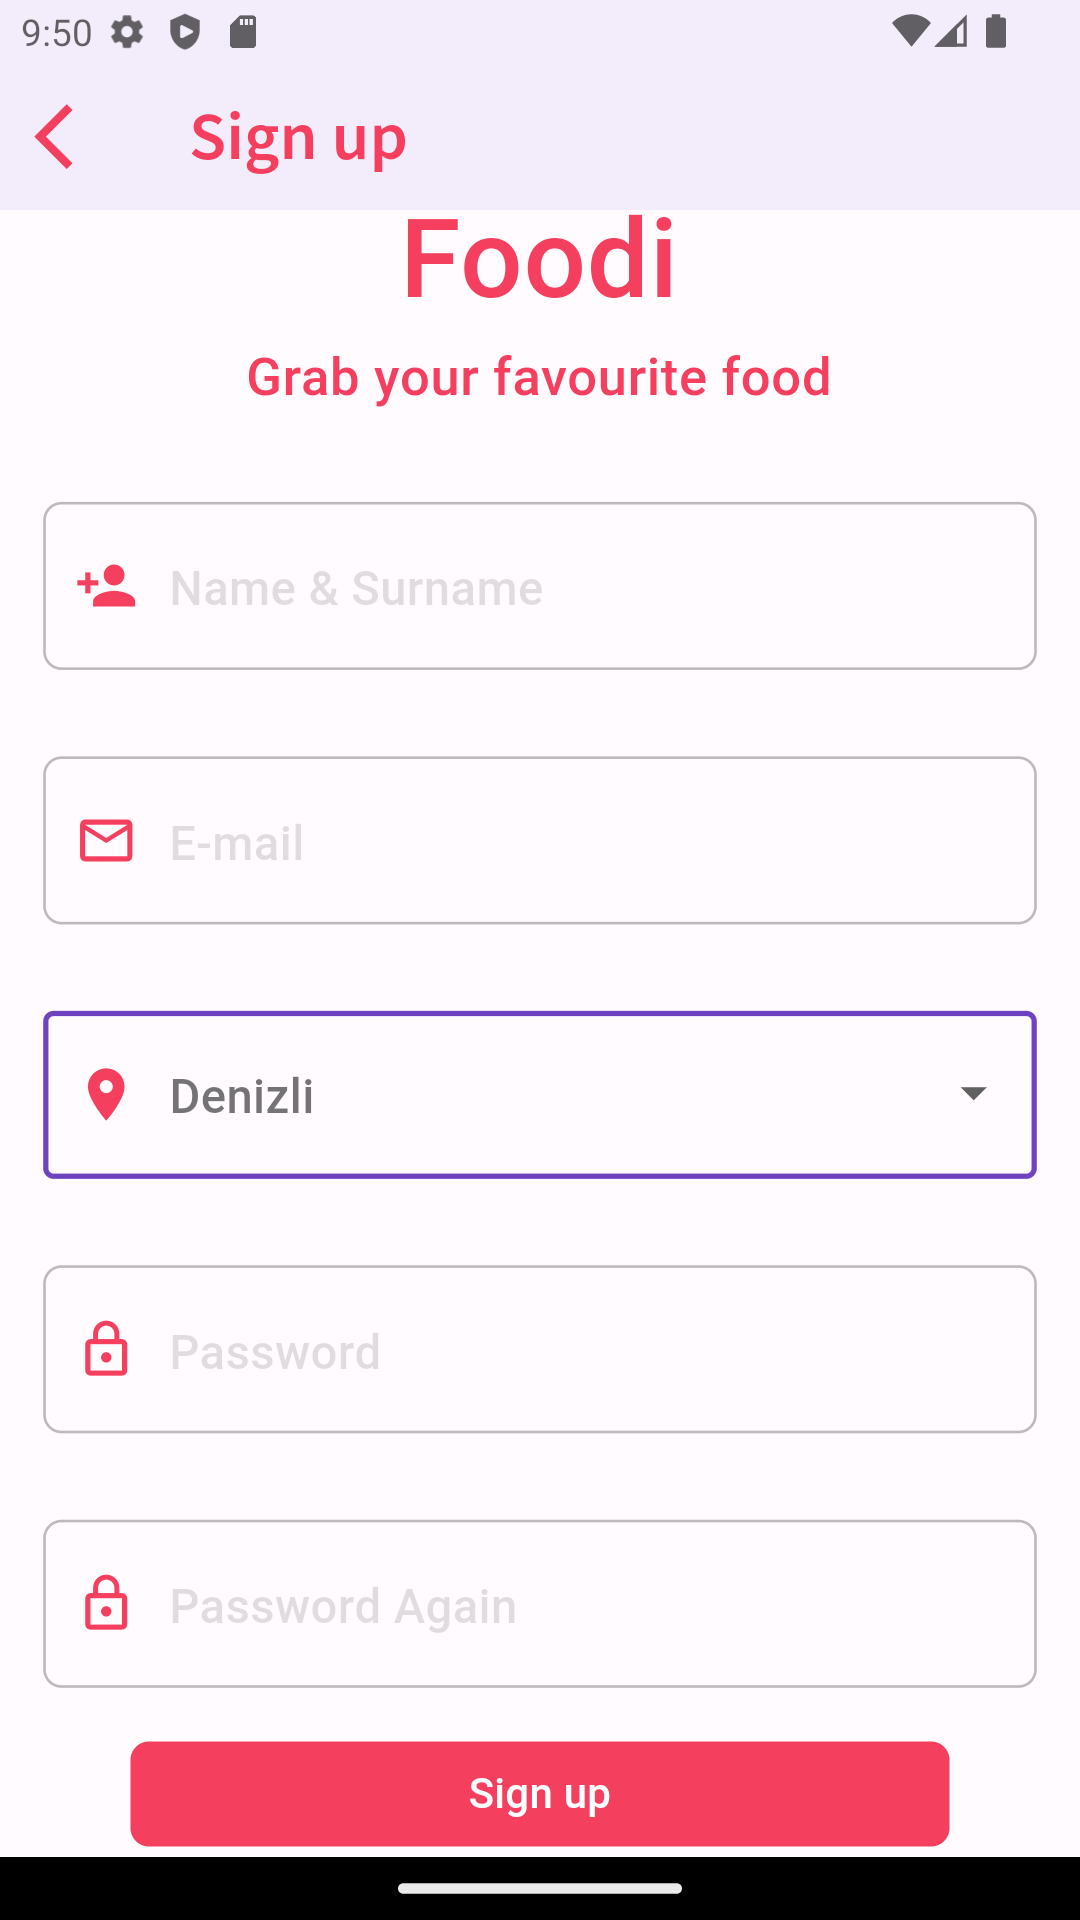 9:50
Sign up
Foodi
Grab your favourite food
Name & Surname
E-mail
Denizli
Password
Password Again
Sign up